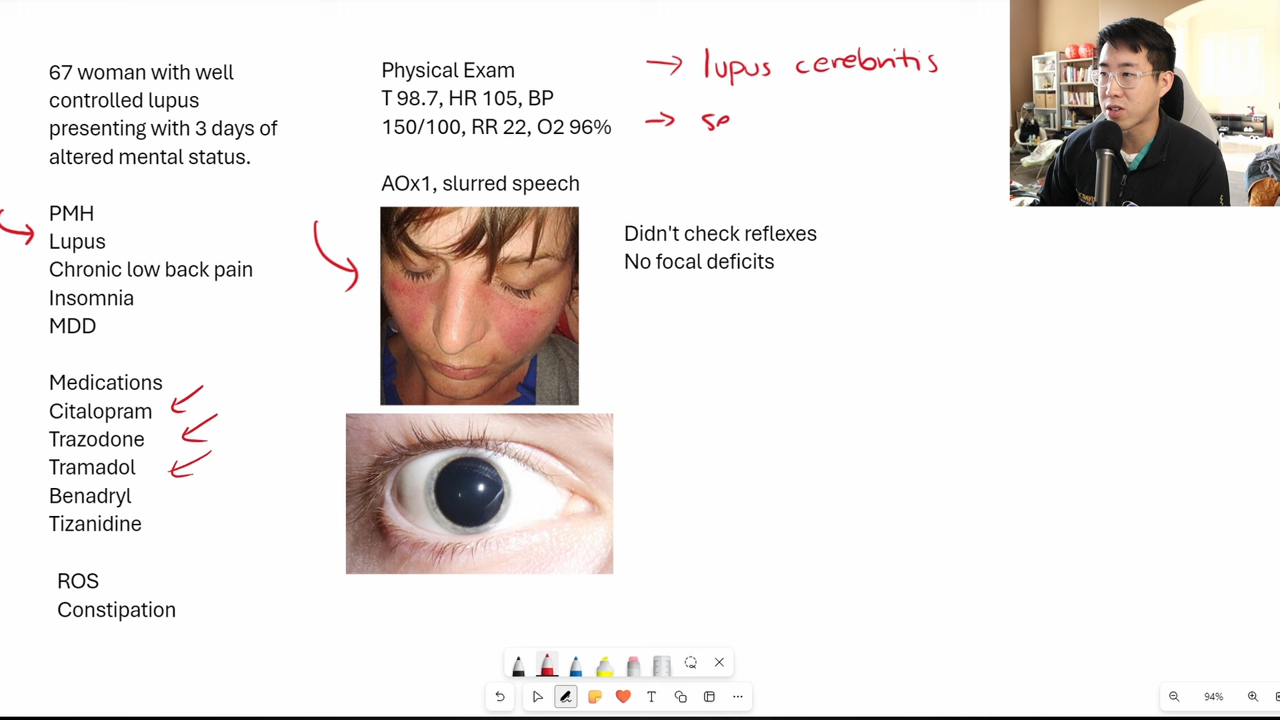 67 woman with well
controlled lupus
presenting with 3 days of
altered mental status.
PMH
Lupus
Chronic low back pain
Insomnia
MDD
Medications
Citalopram
Trazodone
Tramadol
Benadryl
Tizanidine
ROS
Constipation
Physical Exam
T 98.7, HR 105, BP
150/100, RR 22, O2 96%
AOx1, slurred speech
→ lupus cerebritis
→ se
Didn't check reflexes
No focal deficits
94%